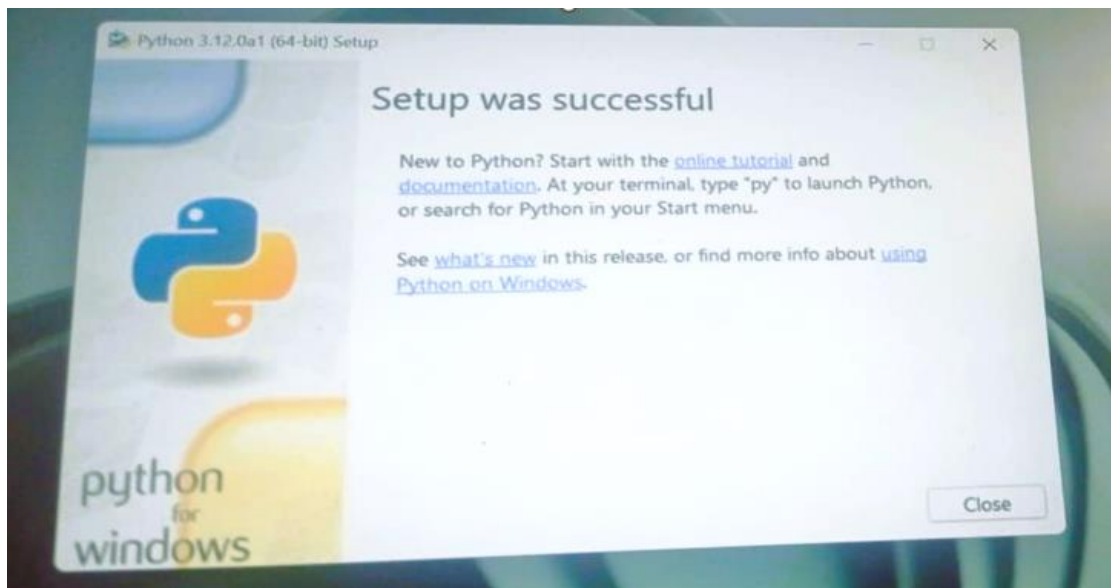 Python 3.12.0a1 (64-bit) Setup
Setup was successful
New to Python? Start with the online tutorial and
documentation. At your terminal, type "py" to launch Python,
or search for Python in your Start menu.
See what's new in this release, or find more info about using
Python on Windows.
python
for
windows
Close